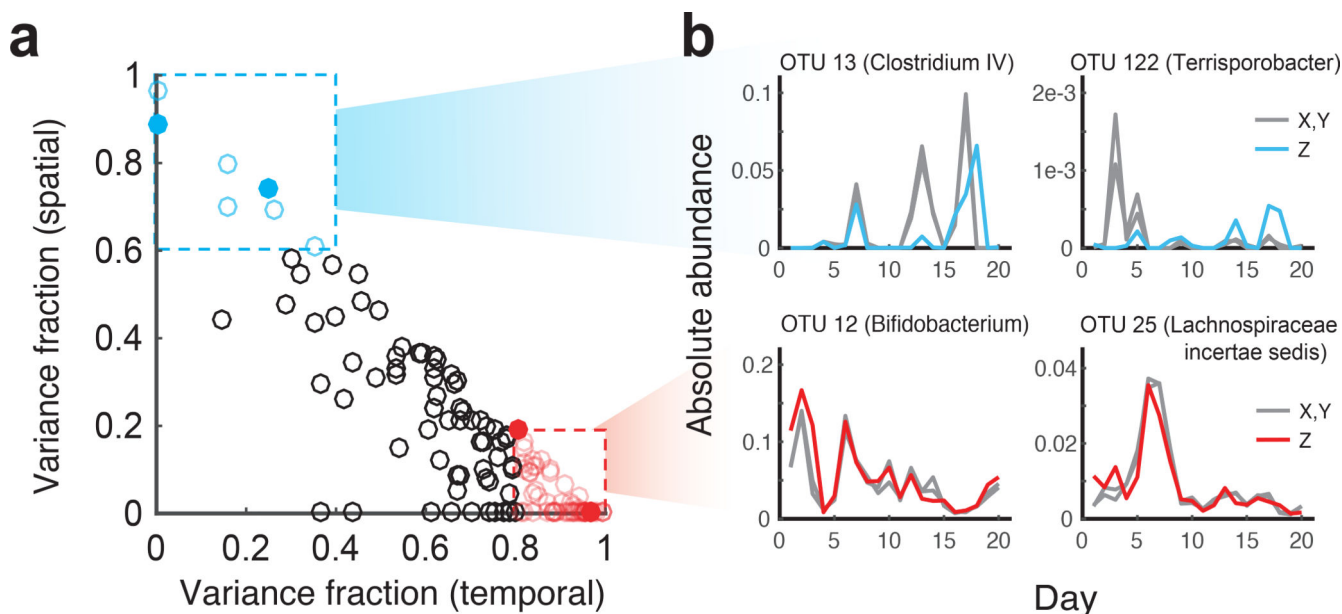 a
Variance fraction (spatial)
1
0.8
0.6
0.4
0.2
0
0 0.2 0.4 0.6 0.8 1
Variance fraction (temporal)
b
Absolute abundance
OTU 13 (Clostridium IV)
0.1
0.05
0
0 5 10 15 20
OTU 122 (Terrisporobacter)
2e-3
1e-3
0
X,Y
Z
0 5 10 15 20
OTU 12 (Bifidobacterium)
0.2
0.1
0
0 5 10 15 20
OTU 25 (Lachnospiraceae
incertae sedis)
0.04
0.02
0
X,Y
Z
0 5 10 15 20
Day